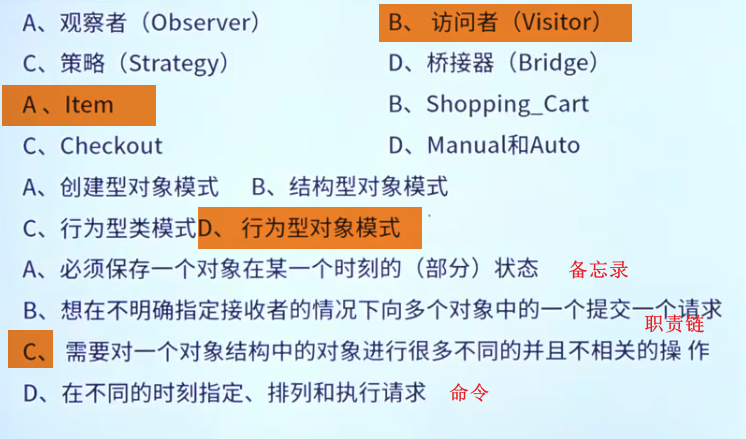 A、观察者（Observer） B、 访问者（Visitor）
C、策略（Strategy） D、桥接器（Bridge）
A 、Item B、Shopping_Cart
C、Checkout D、Manual和Auto
A、创建型对象模式 B、结构型对象模式
C、行为型类模式D、 行为型对象模式
A、必须保存一个对象在某一个时刻的（部分）状态 备忘录
B、想在不明确指定接收者的情况下向多个对象中的一个提交一个请求
职责链
C、 需要对一个对象结构中的对象进行很多不同的并且不相关的操 作
D、在不同的时刻指定、排列和执行请求 命令